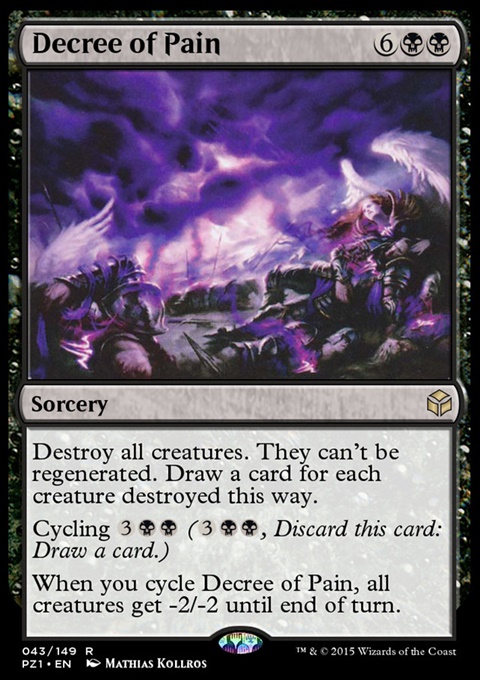 Decree of Pain 6
Sorcery
Destroy all creatures. They can't be
regenerated. Draw a card for each
creature destroyed this way.
Cycling 3 (3, Discard this card:
Draw a card.)
When you cycle Decree of Pain, all
creatures get -2/-2 until end of turn.
043/149 R
PZ1 • EN Mathias Kollros
™ & © 2015 Wizards of the Coast